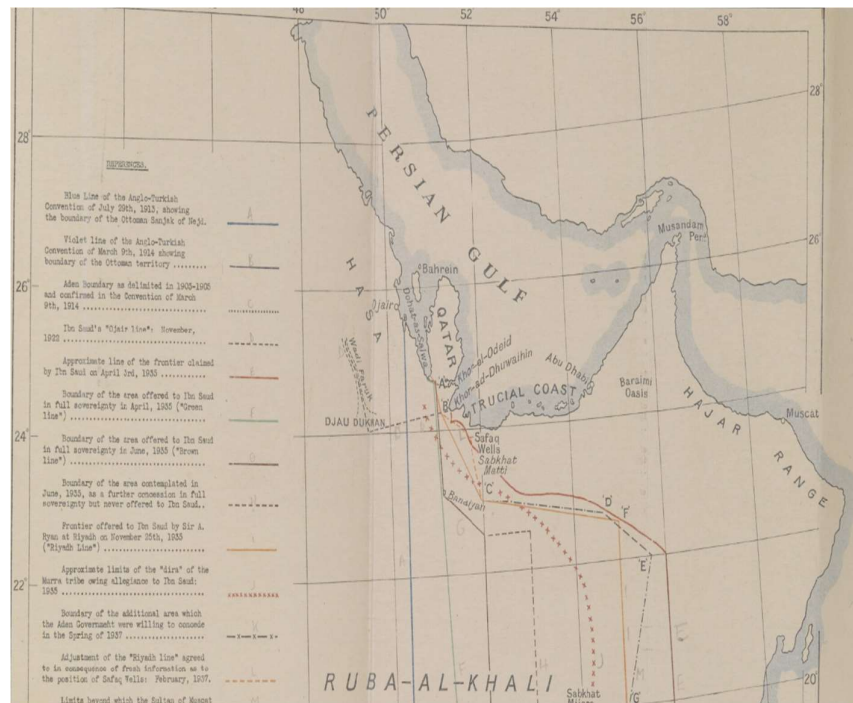 48° 50° 52° 54° 56° 58°
28°
28°
26°
26°
24°
24°
22°
20°
REFERENCES.
Blue Line of the Anglo-Turkish
Convention of July 29th, 1913, showing
the boundary of the Ottoman Sanjak of Nejd.
A
Violet line of the Anglo-Turkish
Convention of March 9th, 1914 showing
boundary of the Ottoman territory ........
B
Aden Boundary as delimited in 1903-1905
and confirmed in the Convention of March
9th, 1914
Ibn Saud's "Ojair line": November,
1922
Approximate line of the frontier claimed
by Ibn Saud on April 3rd, 1935
E
Boundary of the area offered to Ibn Saud
in full sovereignty in April, 1935 ("Green
line")
F
Boundary of the area offered to Ibn Saud
in full sovereignty in June, 1935 ("Brown
line")
G
Boundary of the area contemplated in
June, 1935, as a further concession in full
sovereignty but never offered to Ibn Saud..
H
Frontier offered to Ibn Saud by Sir A.
Ryan at Riyadh on November 25th, 1935
("Riyadh Line")
Approximate limits of the "dira" of the
Murra tribe owing allegiance to Ibn Saud:
1935
J
Boundary of the additional area which
the Aden Government were willing to concede
in the Spring of 1937
K
Adjustment of the "Riyadh line" agreed
to in consequence of fresh information as to
the position of Safaq Wells: February, 1937.
L
Limits beyond which the Sultan of Muscat
M
PERSIAN GULF
Musandam
Pen.
HASA
Bahrein
Ojair
Dohat-as-Salwa
QATAR
Wadi Faruk
Khor-el-Odeid
Khor-ad-Dhuwaihin
Abu Dhabi
Baraimi
Oasis
TRUCIAL COAST
HAJAR RANGE
Muscat
DJAU DUKHAN
'A'
'B'
Safaq
Wells
Sabkhat
Matti
'C'
Banaiyan
'D' 'F'
'E'
G
A
E
F
H
J
M
E
RUBA-AL-KHALI
Sabkhat
'G'